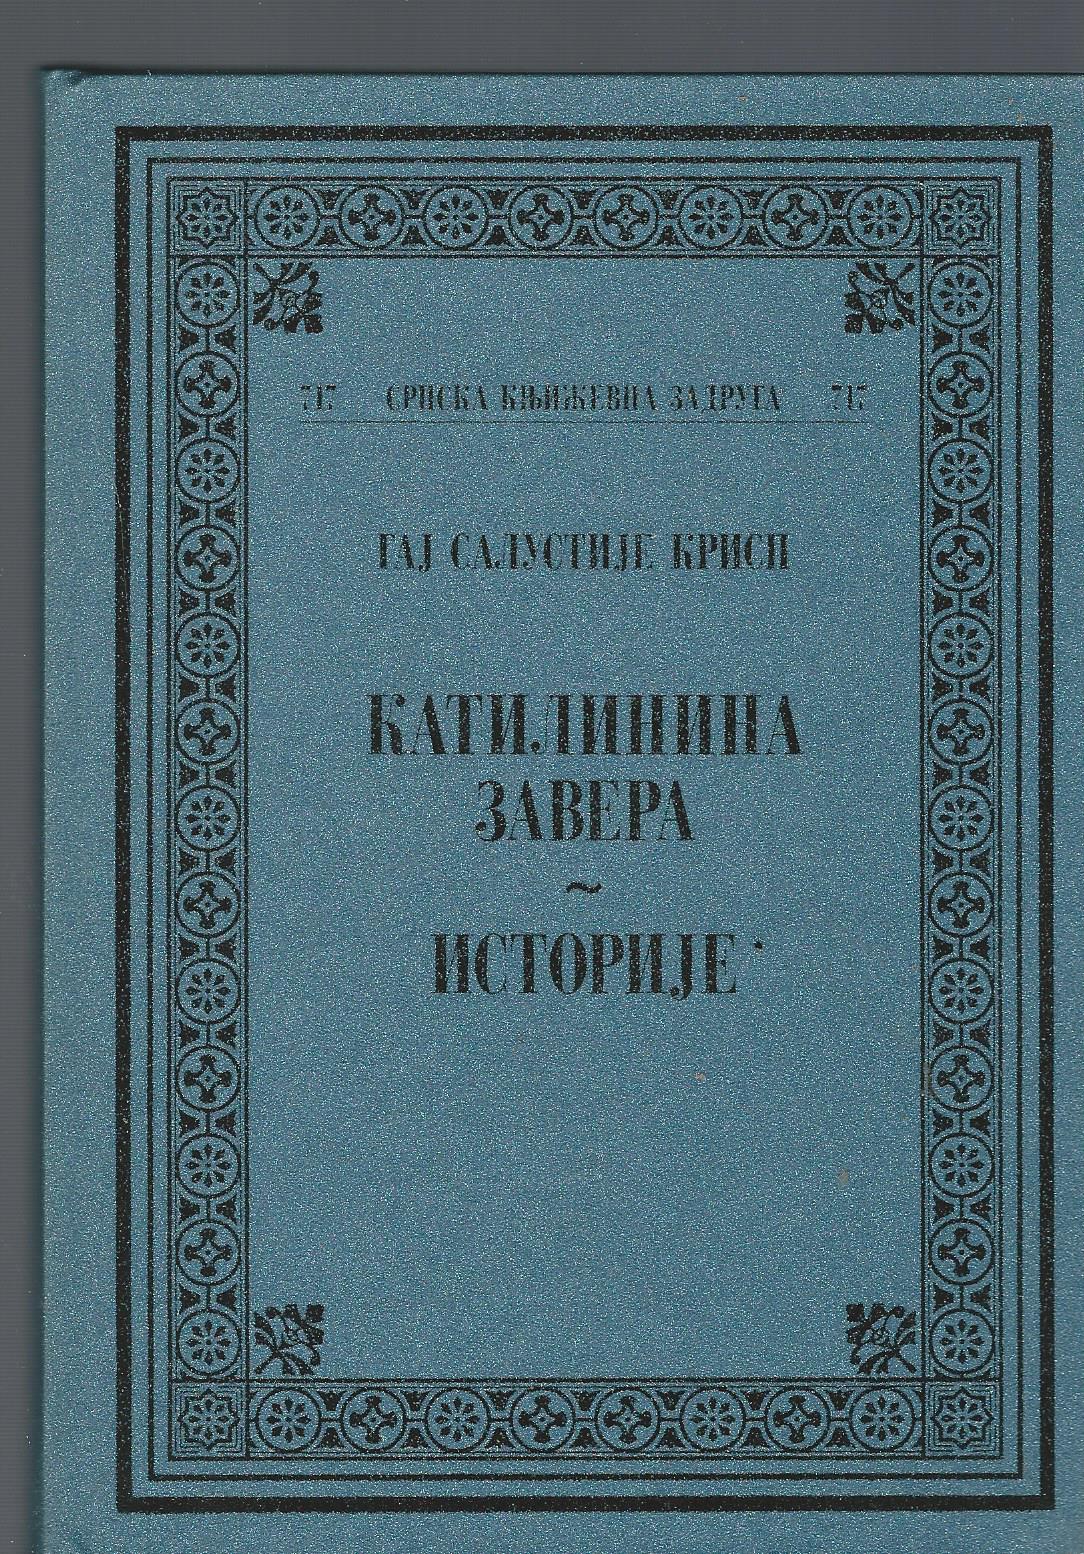 717 СРПСКА КЊИЖЕВНА ЗАДРУГА 717
ГАЈ САЛУСТИЈЕ КРИСП
КАТИЛИНИНА
ЗАВЕРА
~
ИСТОРИЈЕ